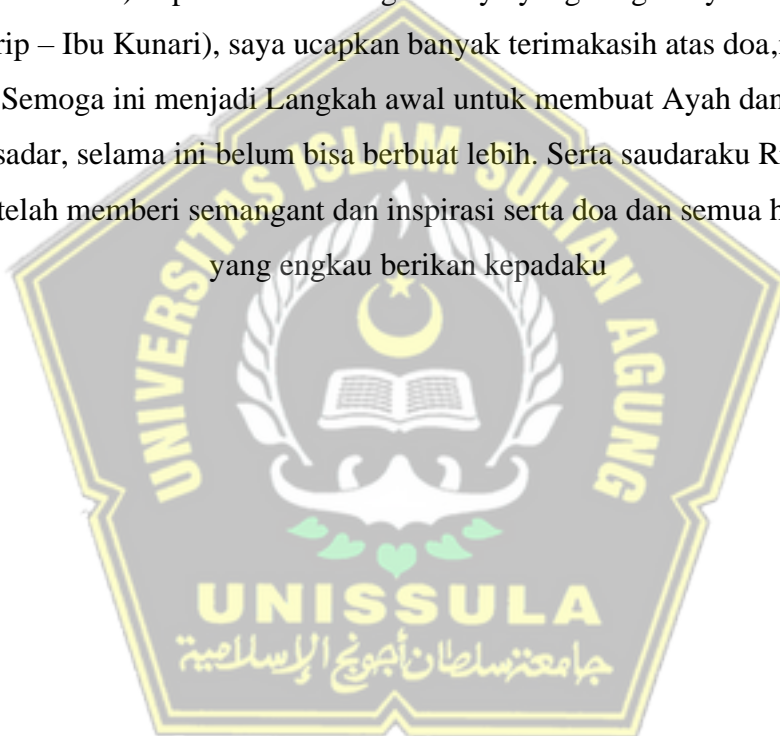 rip – Ibu Kunari), saya ucapkan banyak terimakasih atas doa,
Semoga ini menjadi Langkah awal untuk membuat Ayah dan
sadar, selama ini belum bisa berbuat lebih. Serta saudaraku R
telah memberi semangant dan inspirasi serta doa dan semua h
yang engkau berikan kepadaku
UNIVERSITAS ISLAM SULTAN AGUNG
UNISSULA
جامعة سلطان أجونج الإسلامية